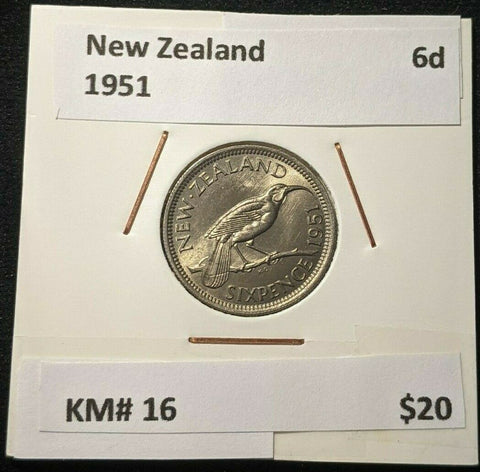 New Zealand 6d
1951
NEW·ZEALAND
1951
SIXPENCE
KM# 16 $20